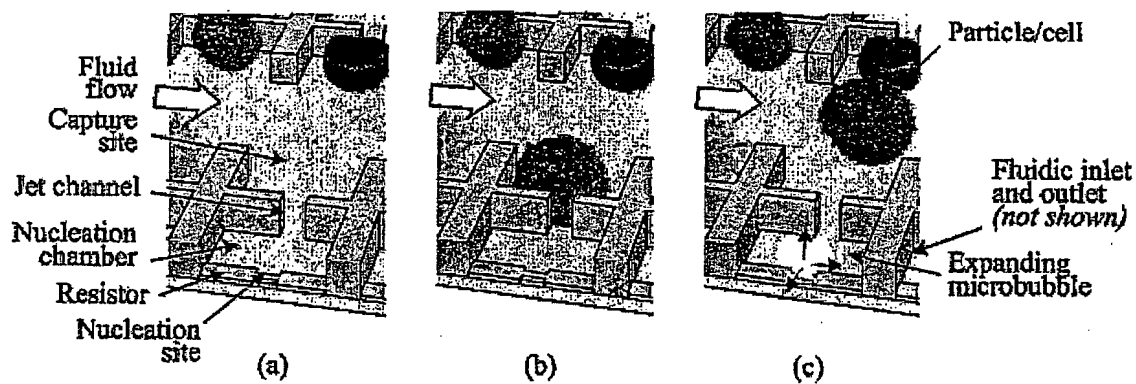 Fluid
flow
Capture
site
Jet channel
Nucleation
chamber
Resistor
Nucleation
site
Particle/cell
Fluidic inlet
and outlet
(not shown)
Expanding
microbubble
(a)
(b)
(c)